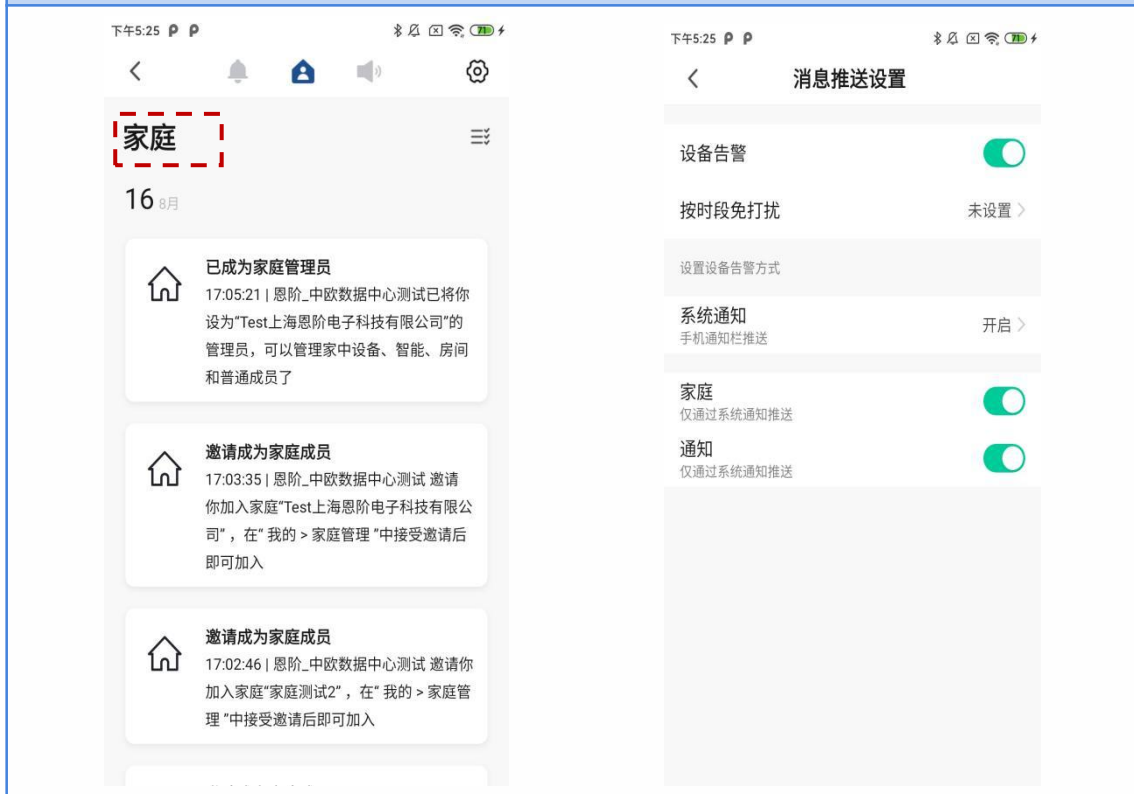 下午5:25
71
家庭
16 8月
已成为家庭管理员
17:05:21 | 恩阶_中欧数据中心测试已将你
设为“Test上海恩阶电子科技有限公司”的
管理员，可以管理家中设备、智能、房间
和普通成员了
邀请成为家庭成员
17:03:35 | 恩阶_中欧数据中心测试 邀请
你加入家庭“Test上海恩阶电子科技有限公
司” ，在“ 我的 > 家庭管理 ”中接受邀请后
即可加入
邀请成为家庭成员
17:02:46 | 恩阶_中欧数据中心测试 邀请你
加入家庭“家庭测试2” ，在“ 我的 > 家庭管
理 ”中接受邀请后即可加入
下午5:25
71
消息推送设置
设备告警
按时段免打扰 未设置
设置设备告警方式
系统通知 开启
手机通知栏推送
家庭
仅通过系统通知推送
通知
仅通过系统通知推送